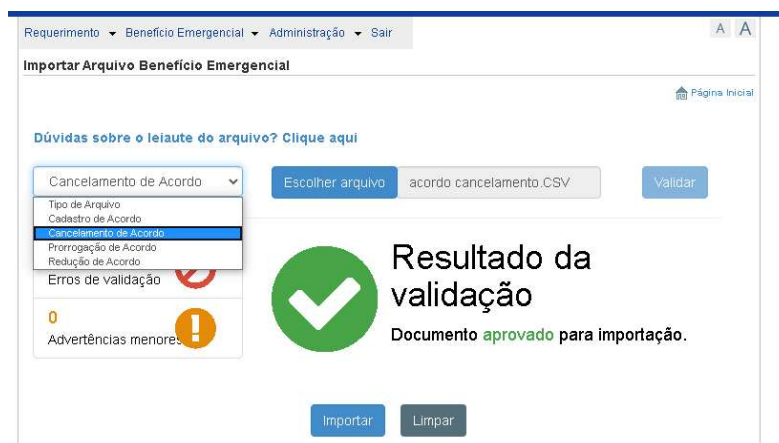 Requerimento Benefício Emergencial Administração Sair
A A
Importar Arquivo Benefício Emergencial
Página Inicial
Dúvidas sobre o leiaute do arquivo? Clique aqui
Cancelamento de Acordo Escolher arquivo acordo cancelamento.CSV Validar
Tipo de Arquivo
Cadastro de Acordo
Cancelamento de Acordo
Prorrogação de Acordo
Redução de Acordo
Erros de validação
0
Advertências menores
Resultado da
validação
Documento aprovado para importação.
Importar Limpar